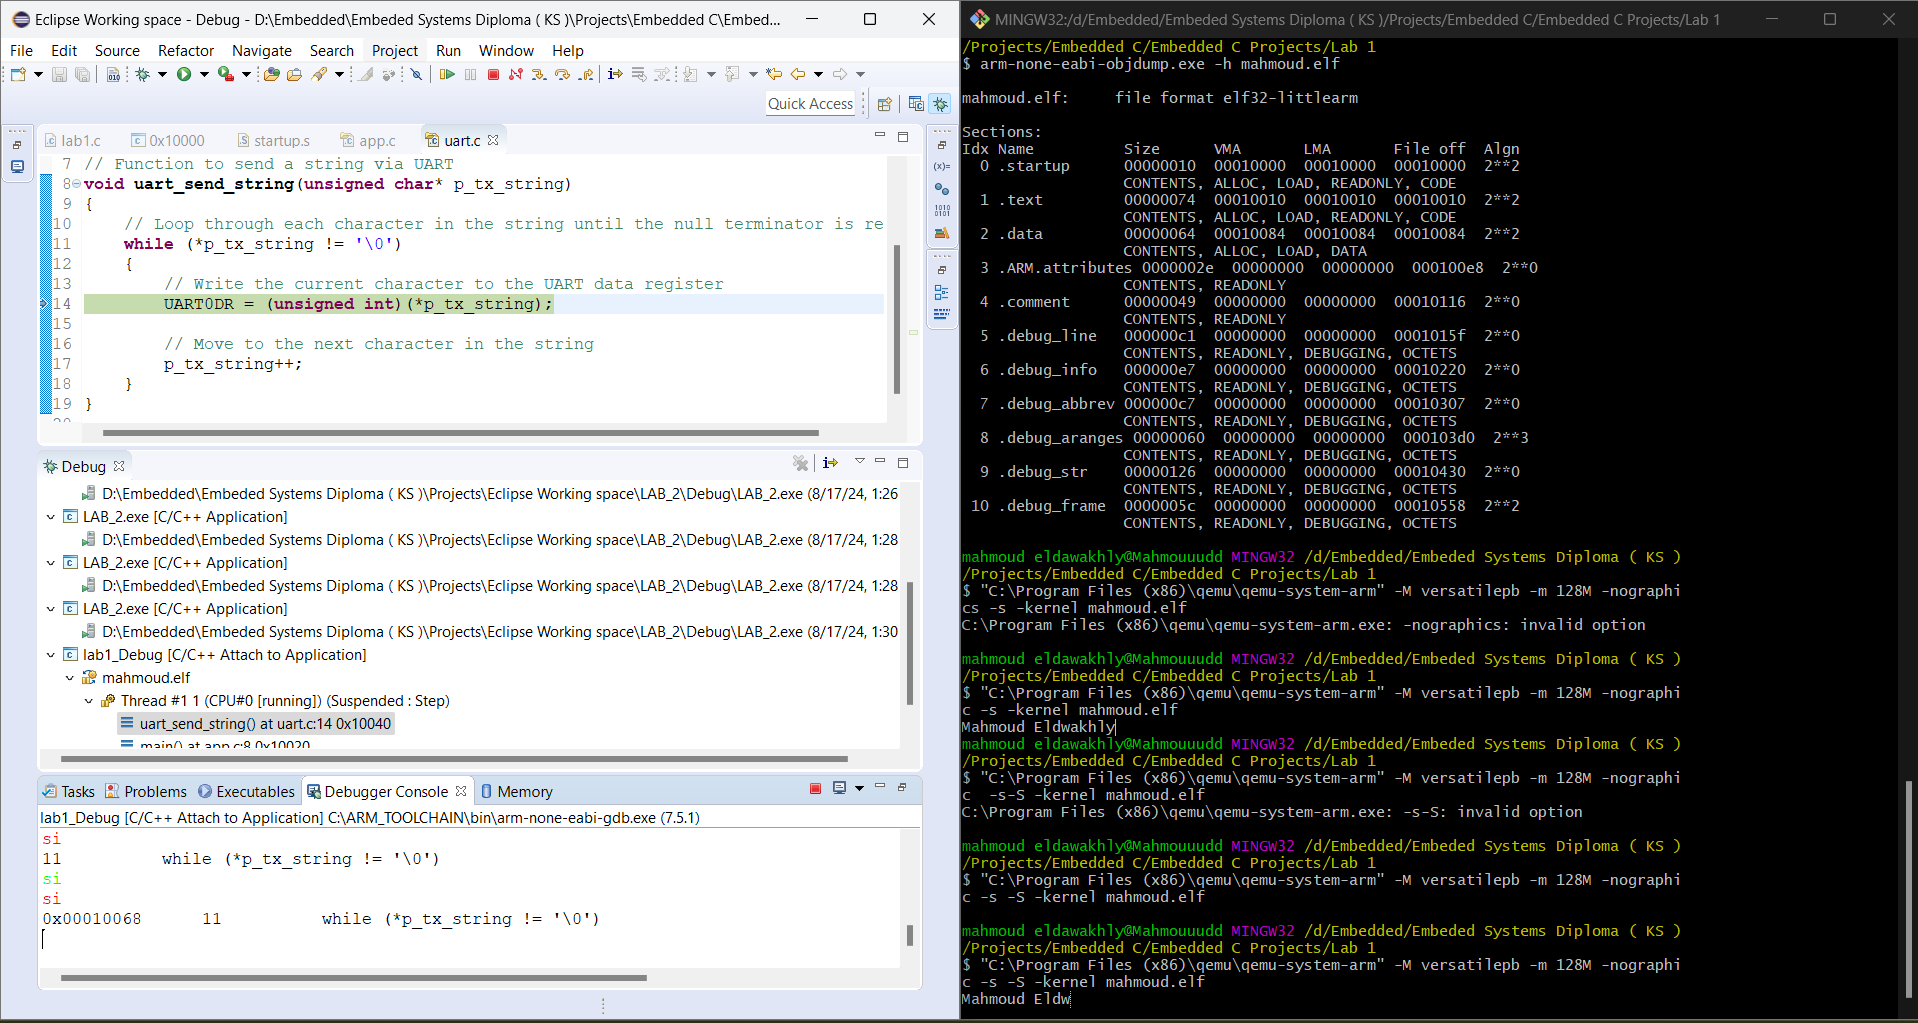 Eclipse Working space - Debug - D:\Embedded\Embeded Systems Diploma ( KS )\Projects\Embedded C\Embed...
File Edit Source Refactor Navigate Search Project Run Window Help
Quick Access
lab1.c 0x10000 startup.s app.c uart.c
7 // Function to send a string via UART
8 void uart_send_string(unsigned char* p_tx_string)
9 {
10 // Loop through each character in the string until the null terminator is re
11 while (*p_tx_string != '\0')
12 {
13 // Write the current character to the UART data register
14 UART0DR = (unsigned int)(*p_tx_string);
15
16 // Move to the next character in the string
17 p_tx_string++;
18 }
19 }
Debug
D:\Embedded\Embeded Systems Diploma ( KS )\Projects\Eclipse Working space\LAB_2\Debug\LAB_2.exe (8/17/24, 1:26
LAB_2.exe [C/C++ Application]
D:\Embedded\Embeded Systems Diploma ( KS )\Projects\Eclipse Working space\LAB_2\Debug\LAB_2.exe (8/17/24, 1:28
LAB_2.exe [C/C++ Application]
D:\Embedded\Embeded Systems Diploma ( KS )\Projects\Eclipse Working space\LAB_2\Debug\LAB_2.exe (8/17/24, 1:28
LAB_2.exe [C/C++ Application]
D:\Embedded\Embeded Systems Diploma ( KS )\Projects\Eclipse Working space\LAB_2\Debug\LAB_2.exe (8/17/24, 1:30
lab1_Debug [C/C++ Attach to Application]
mahmoud.elf
Thread #1 1 (CPU#0 [running]) (Suspended : Step)
uart_send_string() at uart.c:14 0x10040
main() at app.c:8 0x10020
Tasks Problems Executables Debugger Console Memory
lab1_Debug [C/C++ Attach to Application] C:\ARM_TOOLCHAIN\bin\arm-none-eabi-gdb.exe (7.5.1)
si
11 while (*p_tx_string != '\0')
si
si
0x00010068 11 while (*p_tx_string != '\0')
MINGW32:/d/Embedded/Embeded Systems Diploma ( KS )/Projects/Embedded C/Embedded C Projects/Lab 1
/Projects/Embedded C/Embedded C Projects/Lab 1
$ arm-none-eabi-objdump.exe -h mahmoud.elf
mahmoud.elf: file format elf32-littlearm
Sections:
Idx Name Size VMA LMA File off Algn
0 .startup 00000010 00010000 00010000 00010000 2**2
CONTENTS, ALLOC, LOAD, READONLY, CODE
1 .text 00000074 00010010 00010010 00010010 2**2
CONTENTS, ALLOC, LOAD, READONLY, CODE
2 .data 00000064 00010084 00010084 00010084 2**2
CONTENTS, ALLOC, LOAD, DATA
3 .ARM.attributes 0000002e 00000000 00000000 000100e8 2**0
CONTENTS, READONLY
4 .comment 00000049 00000000 00000000 00010116 2**0
CONTENTS, READONLY
5 .debug_line 000000c1 00000000 00000000 0001015f 2**0
CONTENTS, READONLY, DEBUGGING, OCTETS
6 .debug_info 000000e7 00000000 00000000 00010220 2**0
CONTENTS, READONLY, DEBUGGING, OCTETS
7 .debug_abbrev 000000c7 00000000 00000000 00010307 2**0
CONTENTS, READONLY, DEBUGGING, OCTETS
8 .debug_aranges 00000060 00000000 00000000 000103d0 2**3
CONTENTS, READONLY, DEBUGGING, OCTETS
9 .debug_str 00000126 00000000 00000000 00010430 2**0
CONTENTS, READONLY, DEBUGGING, OCTETS
10 .debug_frame 0000005c 00000000 00000000 00010558 2**2
CONTENTS, READONLY, DEBUGGING, OCTETS
mahmoud eldawakhly@Mahmouuudd MINGW32 /d/Embedded/Embeded Systems Diploma ( KS )
/Projects/Embedded C/Embedded C Projects/Lab 1
$ "C:\Program Files (x86)\qemu\qemu-system-arm" -M versatilepb -m 128M -nographi
cs -s -kernel mahmoud.elf
C:\Program Files (x86)\qemu\qemu-system-arm.exe: -nographics: invalid option
mahmoud eldawakhly@Mahmouuudd MINGW32 /d/Embedded/Embeded Systems Diploma ( KS )
/Projects/Embedded C/Embedded C Projects/Lab 1
$ "C:\Program Files (x86)\qemu\qemu-system-arm" -M versatilepb -m 128M -nographi
c -s -kernel mahmoud.elf
Mahmoud Eldwakhly
mahmoud eldawakhly@Mahmouuudd MINGW32 /d/Embedded/Embeded Systems Diploma ( KS )
/Projects/Embedded C/Embedded C Projects/Lab 1
$ "C:\Program Files (x86)\qemu\qemu-system-arm" -M versatilepb -m 128M -nographi
c -s-S -kernel mahmoud.elf
C:\Program Files (x86)\qemu\qemu-system-arm.exe: -s-S: invalid option
mahmoud eldawakhly@Mahmouuudd MINGW32 /d/Embedded/Embeded Systems Diploma ( KS )
/Projects/Embedded C/Embedded C Projects/Lab 1
$ "C:\Program Files (x86)\qemu\qemu-system-arm" -M versatilepb -m 128M -nographi
c -s -S -kernel mahmoud.elf
mahmoud eldawakhly@Mahmouuudd MINGW32 /d/Embedded/Embeded Systems Diploma ( KS )
/Projects/Embedded C/Embedded C Projects/Lab 1
$ "C:\Program Files (x86)\qemu\qemu-system-arm" -M versatilepb -m 128M -nographi
c -s -S -kernel mahmoud.elf
Mahmoud Eldw